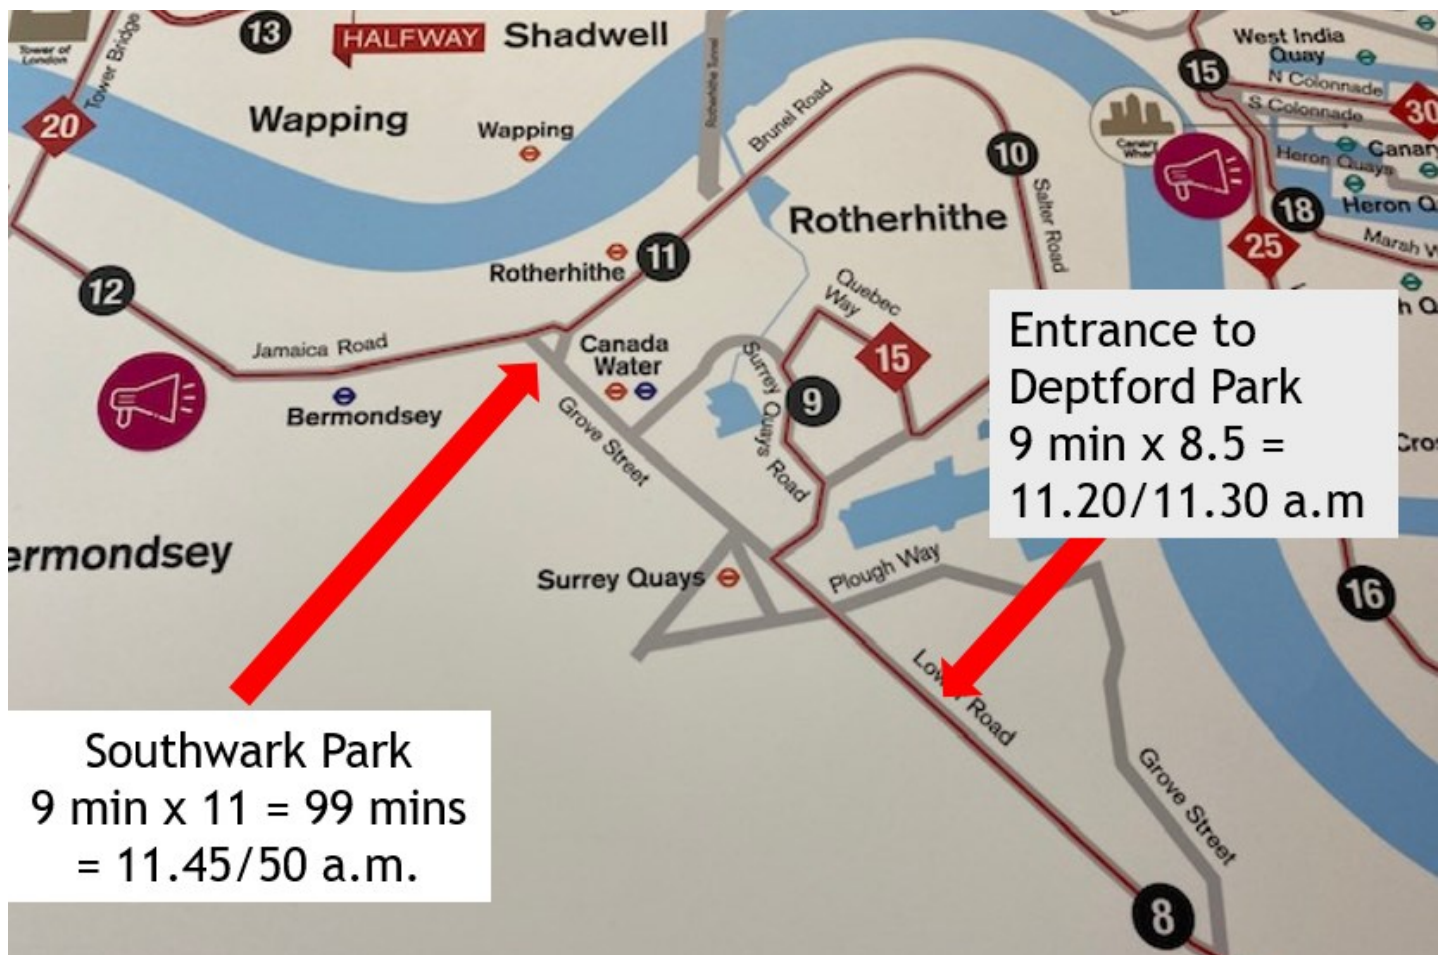 Tower of
London
Tower Bridge
13
HALFWAY
Shadwell
20
Wapping
Wapping
Rotherhithe Tunnel
Brunel Road
10
Salter Road
Rotherhithe
Rotherhithe
11
12
Jamaica Road
Bermondsey
Canada
Water
Quebec
Way
15
9
Surrey Quays Road
Grove Street
ermondsey
Surrey Quays
Plough Way
Road
Grove Street
8
West India
Quay
15
N Colonnade
S Colonnade
30
Canary
Wharf
Canar
Heron Quays
18
Heron Q
25
Marsh W
h Q
Cros
16
Entrance to
Deptford Park
9 min x 8.5 =
11.20/11.30 a.m
Southwark Park
9 min x 11 = 99 mins
= 11.45/50 a.m.